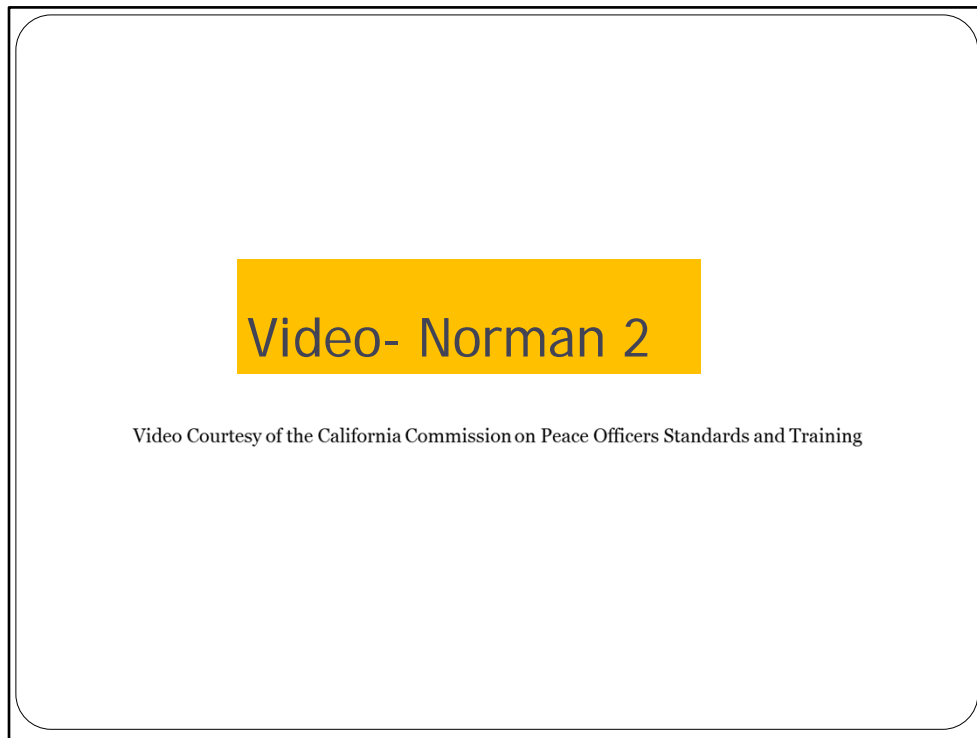 Video- Norman 2
Video Courtesy of the California Commission on Peace Officers Standards and Training